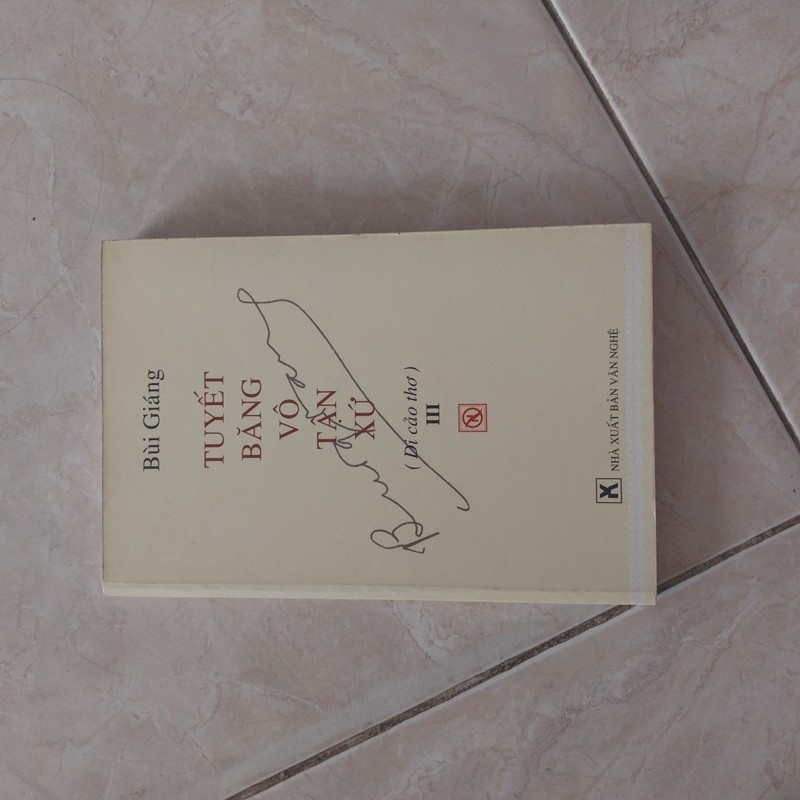 Bùi Giáng
TUYẾT
BĂNG
VÔ
TẬN
XỨ
( Di cảo thơ )
III
NHÀ XUẤT BẢN VĂN NGHỆ